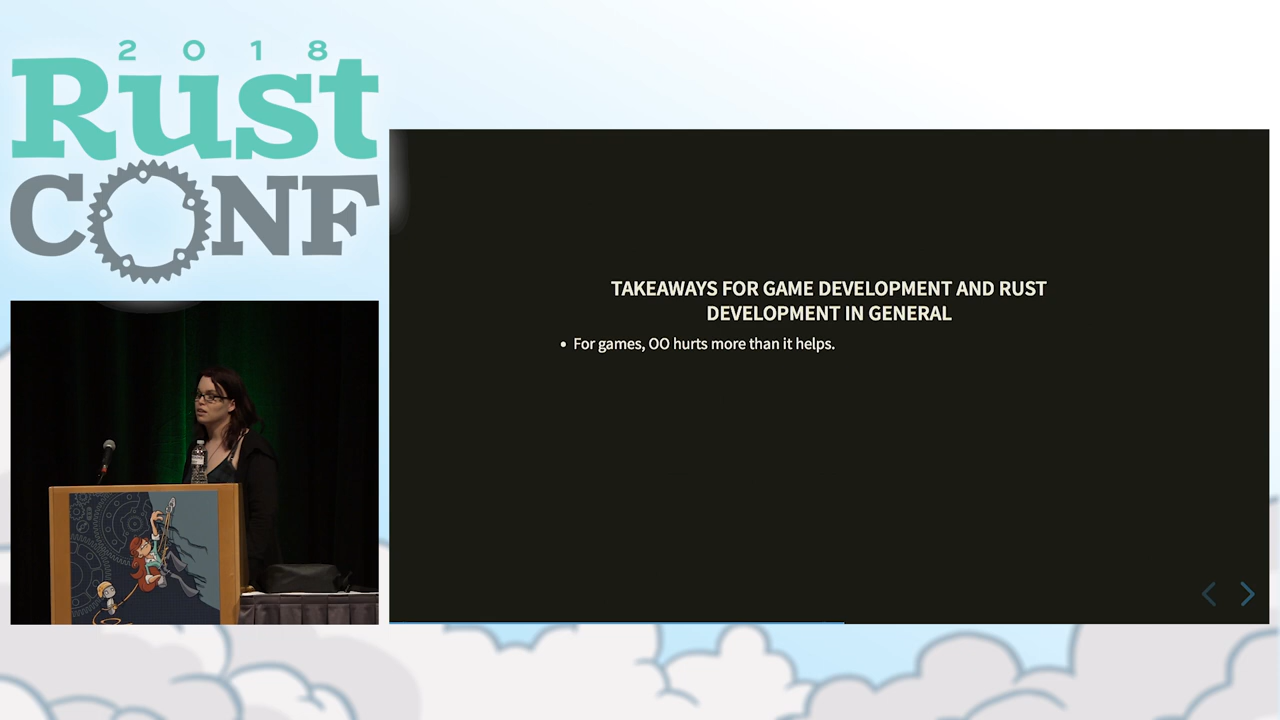 2018
Rust
CONF
TAKEAWAYS FOR GAME DEVELOPMENT AND RUST
DEVELOPMENT IN GENERAL
• For games, OO hurts more than it helps.